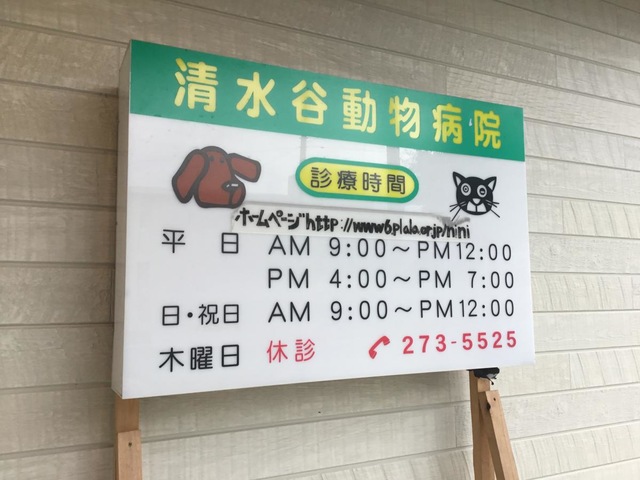 清水谷動物病院
診療時間
ホームページhttp://www6.plala.or.jp/nini
平 日 AM 9:00～PM12:00
PM 4:00～PM 7:00
日・祝日 AM 9:00～PM12:00
木曜日 休診 273-5525